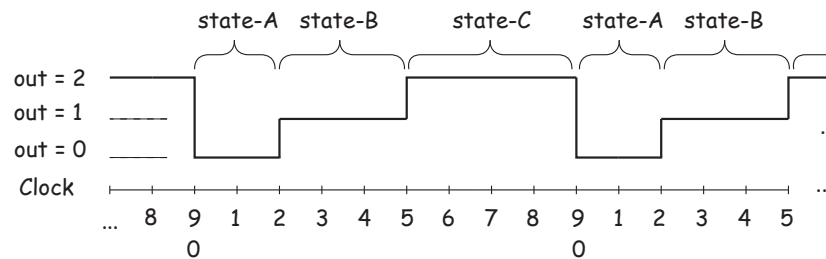 state-A state-B state-C state-A state-B
out = 2
out = 1
out = 0
...
Clock
...
... 8 9 1 2 3 4 5 6 7 8 9 1 2 3 4 5
0 0